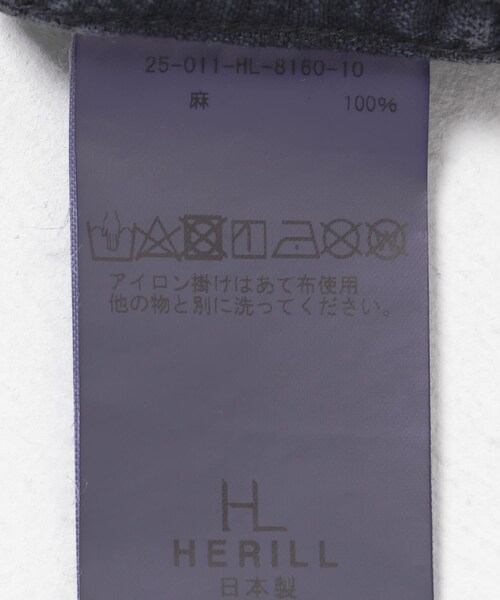 25-011-HL-8160-10
麻 100%
アイロン掛けはあて布使用
他の物と別に洗ってください。
HL
HERILL
日本製